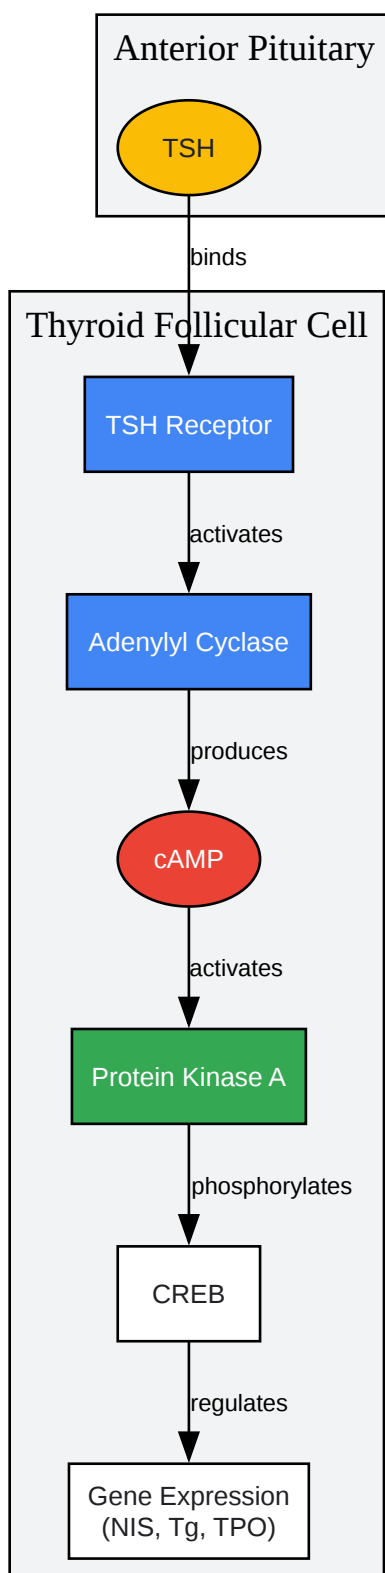 Anterior Pituitary
TSH
binds
Thyroid Follicular Cell
TSH Receptor
activates
Adenylyl Cyclase
produces
cAMP
activates
Protein Kinase A
phosphorylates
CREB
regulates
Gene Expression
(NIS, Tg, TPO)